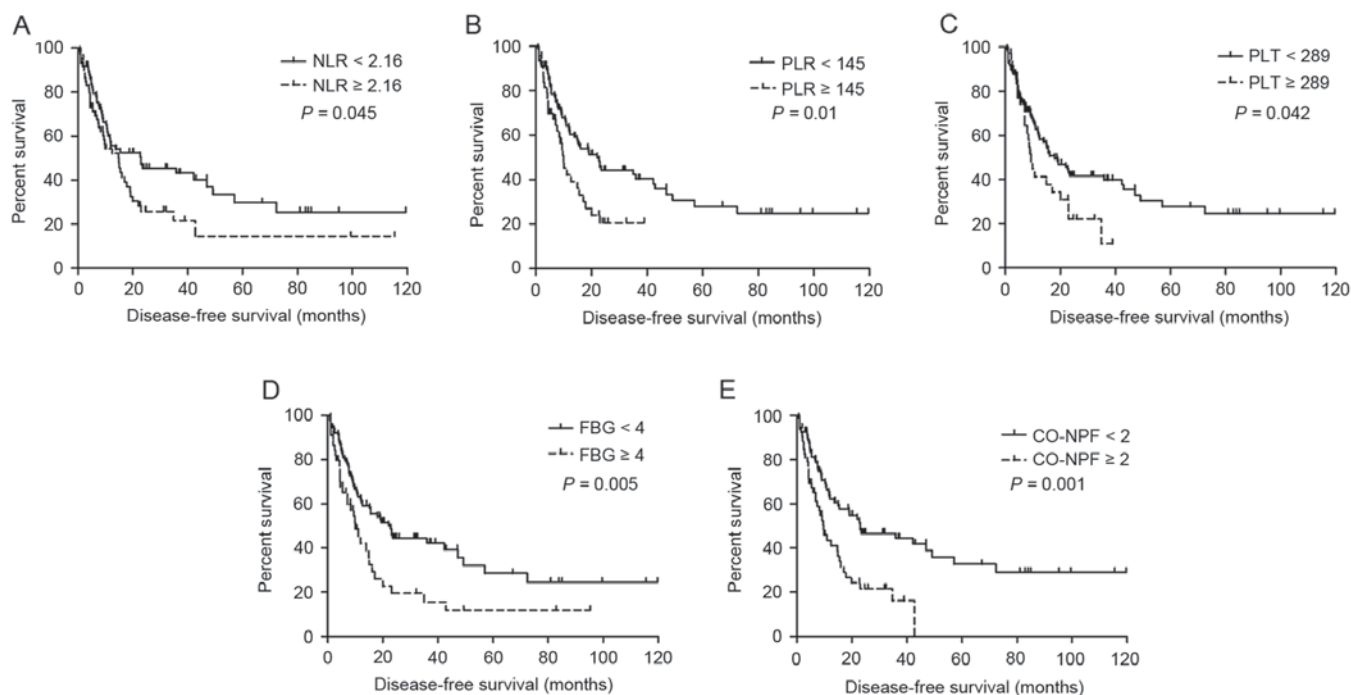 A
Percent survival
100
80
60
40
20
0
NLR < 2.16
NLR ≥ 2.16
P = 0.045
0 20 40 60 80 100 120
Disease-free survival (months)
B
Percent survival
100
80
60
40
20
0
PLR < 145
PLR ≥ 145
P = 0.01
0 20 40 60 80 100 120
Disease-free survival (months)
C
Percent survival
100
80
60
40
20
0
PLT < 289
PLT ≥ 289
P = 0.042
0 20 40 60 80 100 120
Disease-free survival (months)
D
Percent survival
100
80
60
40
20
0
FBG < 4
FBG ≥ 4
P = 0.005
0 20 40 60 80 100 120
Disease-free survival (months)
E
Percent survival
100
80
60
40
20
0
CO-NPF < 2
CO-NPF ≥ 2
P = 0.001
0 20 40 60 80 100 120
Disease-free survival (months)